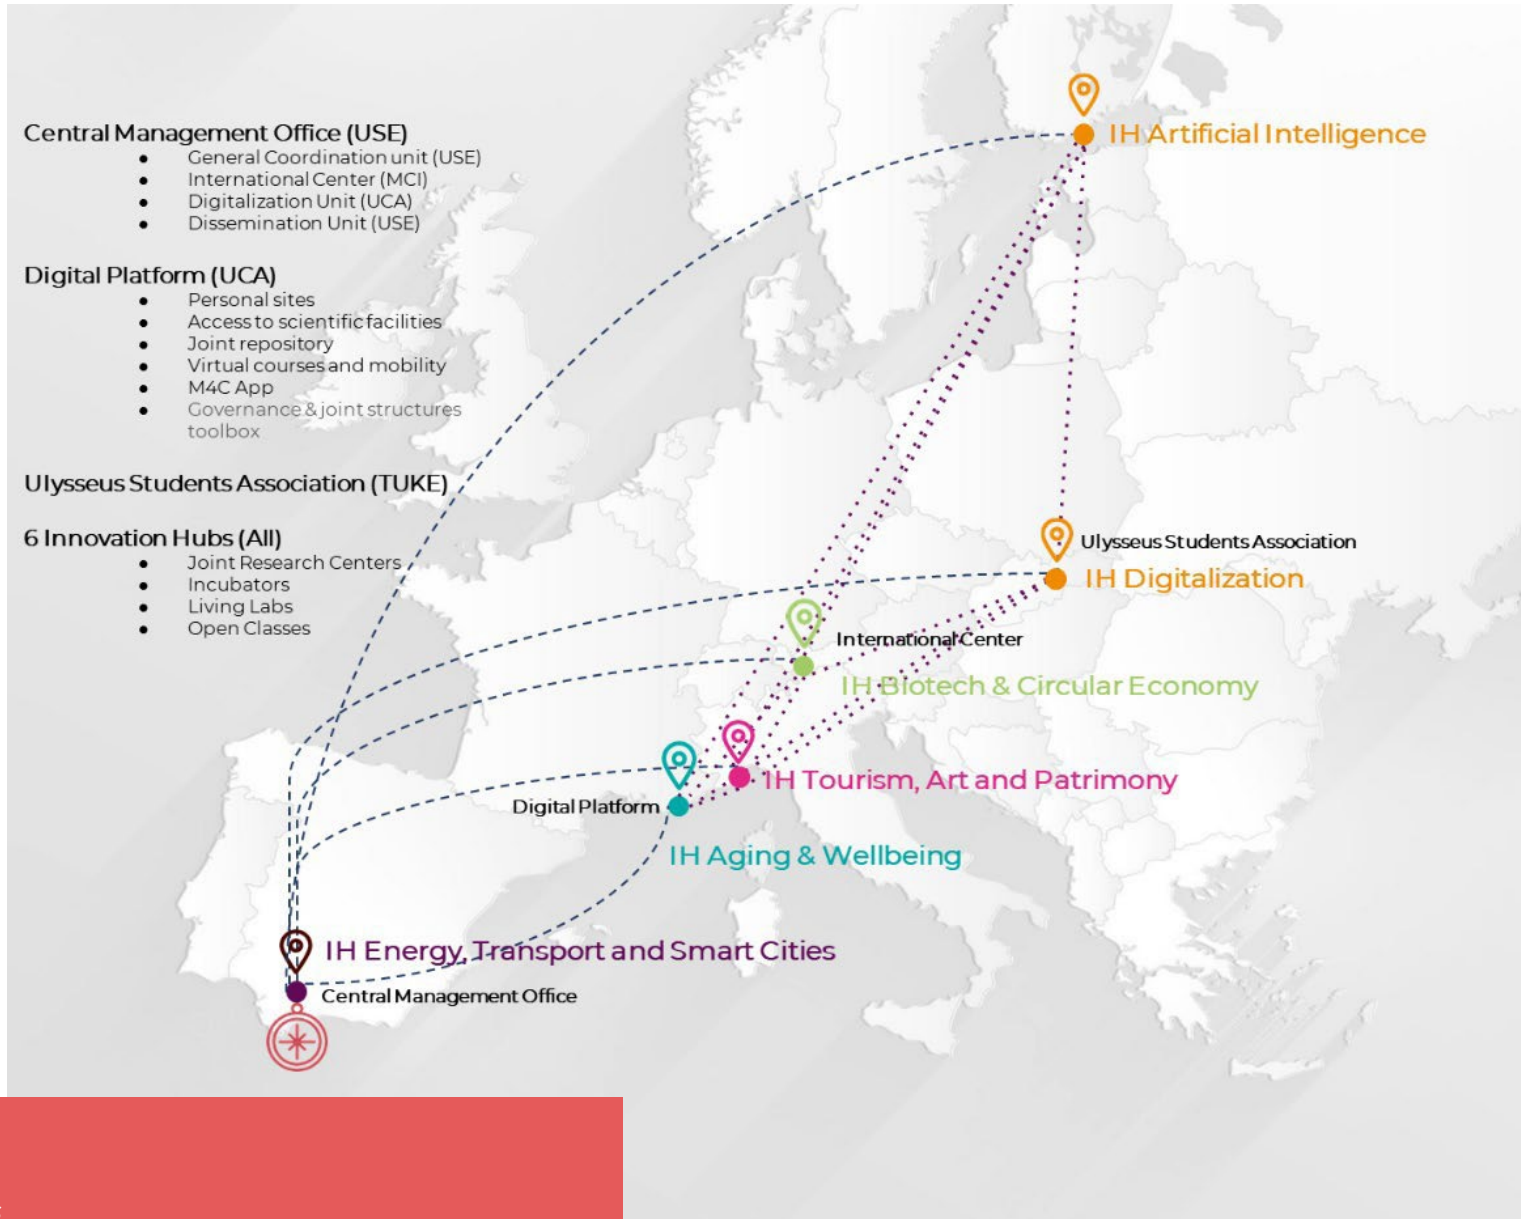 Central Management Office (USE)
● General Coordination unit (USE)
● International Center (MCI)
● Digitalization Unit (UCA)
● Dissemination Unit (USE)
Digital Platform (UCA)
● Personal sites
● Access to scientific facilities
● Joint repository
● Virtual courses and mobility
● M4C App
● Governance & joint structures
toolbox
Ulysseus Students Association (TUKE)
6 Innovation Hubs (All)
● Joint Research Centers
● Incubators
● Living Labs
● Open Classes
IH Artificial Intelligence
Ulysseus Students Association
IH Digitalization
International Center
IH Biotech & Circular Economy
IH Tourism, Art and Patrimony
Digital Platform
IH Aging & Wellbeing
IH Energy, Transport and Smart Cities
Central Management Office